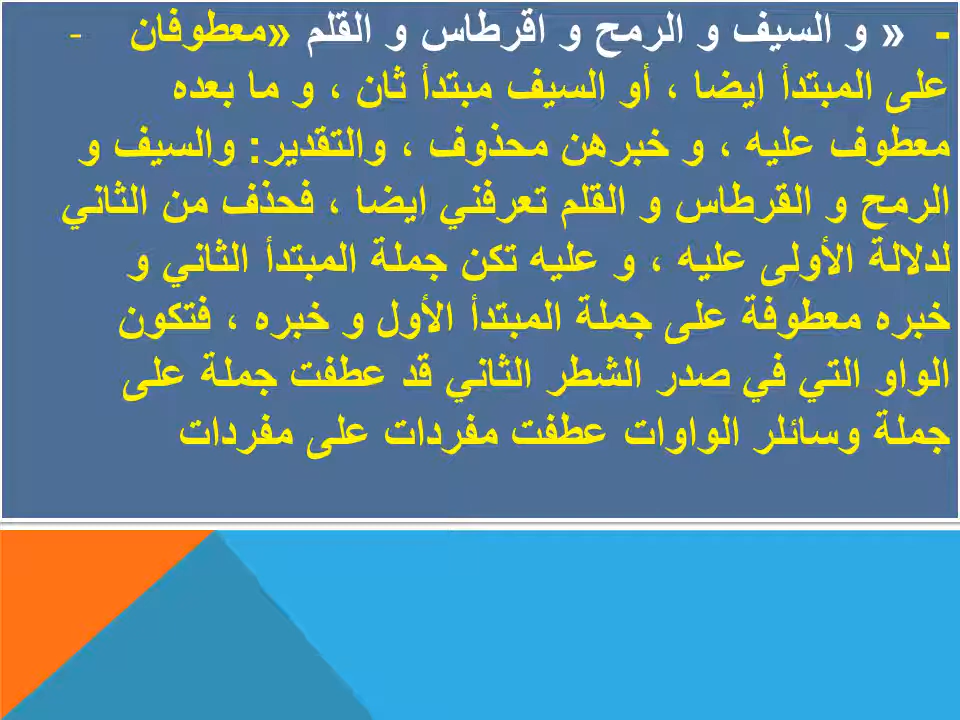 - « و السيف و الرمح و اقرطاس و القلم «معطوفان -
على المبتدأ ايضا ، أو السيف مبتدأ ثان ، و ما بعده
معطوف عليه ، و خبرهن محذوف ، والتقدير: والسيف و
الرمح و القرطاس و القلم تعرفني ايضا ، فحذف من الثاني
لدلالة الأولى عليه ، و عليه تكن جملة المبتدأ الثاني و
خبره معطوفة على جملة المبتدأ الأول و خبره ، فتكون
الواو التي في صدر الشطر الثاني قد عطفت جملة على
جملة وسائلر الواوات عطفت مفردات على مفردات